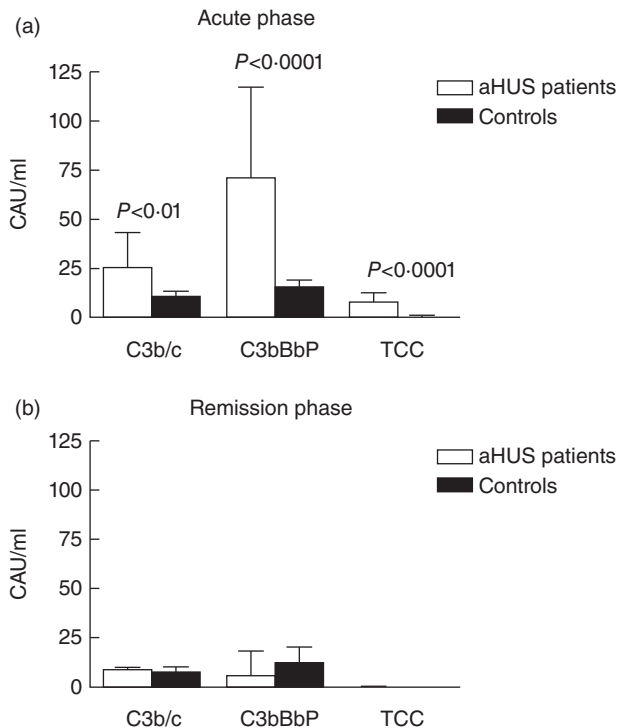 (a)
Acute phase
125
100
75
50
25
0
CAU/ml
P<0·01
P<0·0001
P<0·0001
aHUS patients
Controls
C3b/c
C3bBbP
TCC
(b)
Remission phase
125
100
75
50
25
0
CAU/ml
aHUS patients
Controls
C3b/c
C3bBbP
TCC